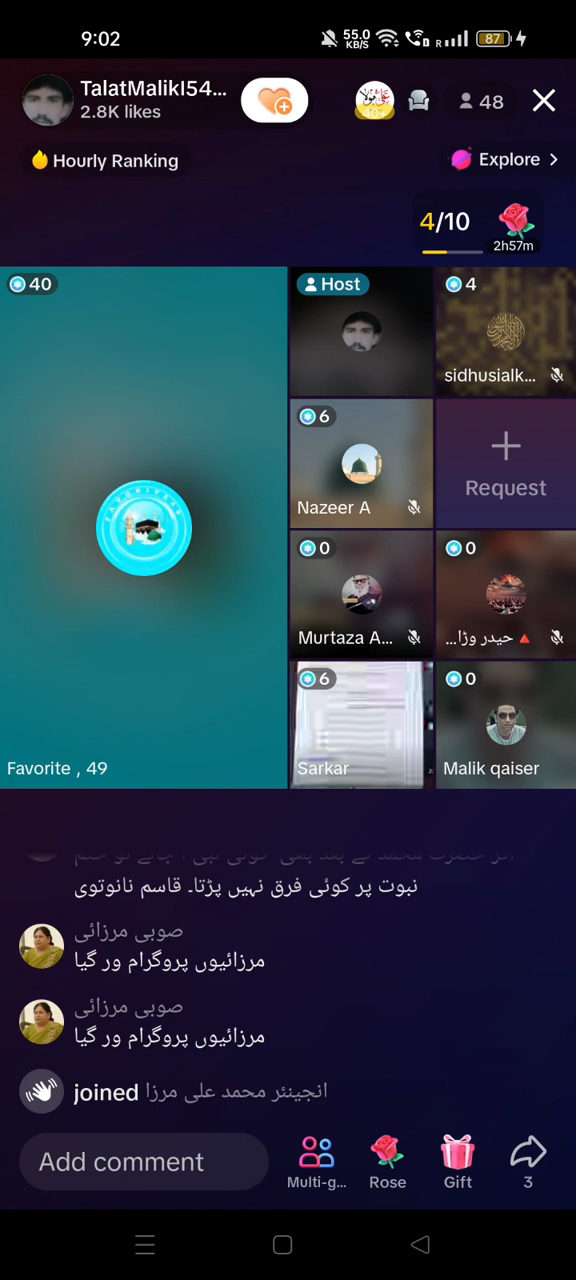 9:02
55.0
KB/S
R
87
TalatMalikI54...
2.8K likes
48
Hourly Ranking
Explore
4/10
2h57m
40
Host
4
sidhusialk...
6
Nazeer A
Request
0
Murtaza A...
0
حیدر وڑا...
6
Sarkar
0
Malik qaiser
Favorite , 49
نبوت پر کوئی فرق نہیں پڑتا۔ قاسم نانوتوی
صوبی مرزائی
مرزائیوں پروگرام ور گیا
صوبی مرزائی
مرزائیوں پروگرام ور گیا
joined انجینئر محمد علی مرزا
Add comment
Multi-g...
Rose
Gift
3